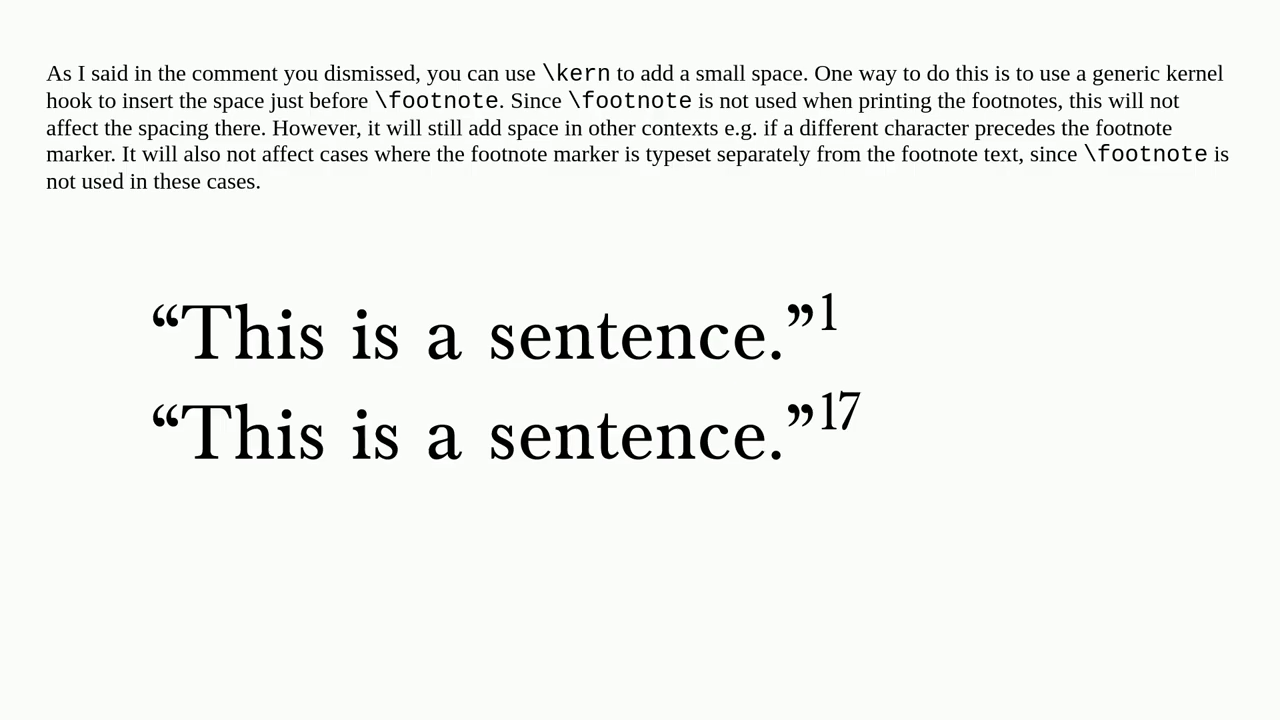 As I said in the comment you dismissed, you can use \kern to add a small space. One way to do this is to use a generic kernel
hook to insert the space just before \footnote. Since \footnote is not used when printing the footnotes, this will not
affect the spacing there. However, it will still add space in other contexts e.g. if a different character precedes the footnote
marker. It will also not affect cases where the footnote marker is typeset separately from the footnote text, since \footnote is
not used in these cases.
“This is a sentence.”1
“This is a sentence.”17